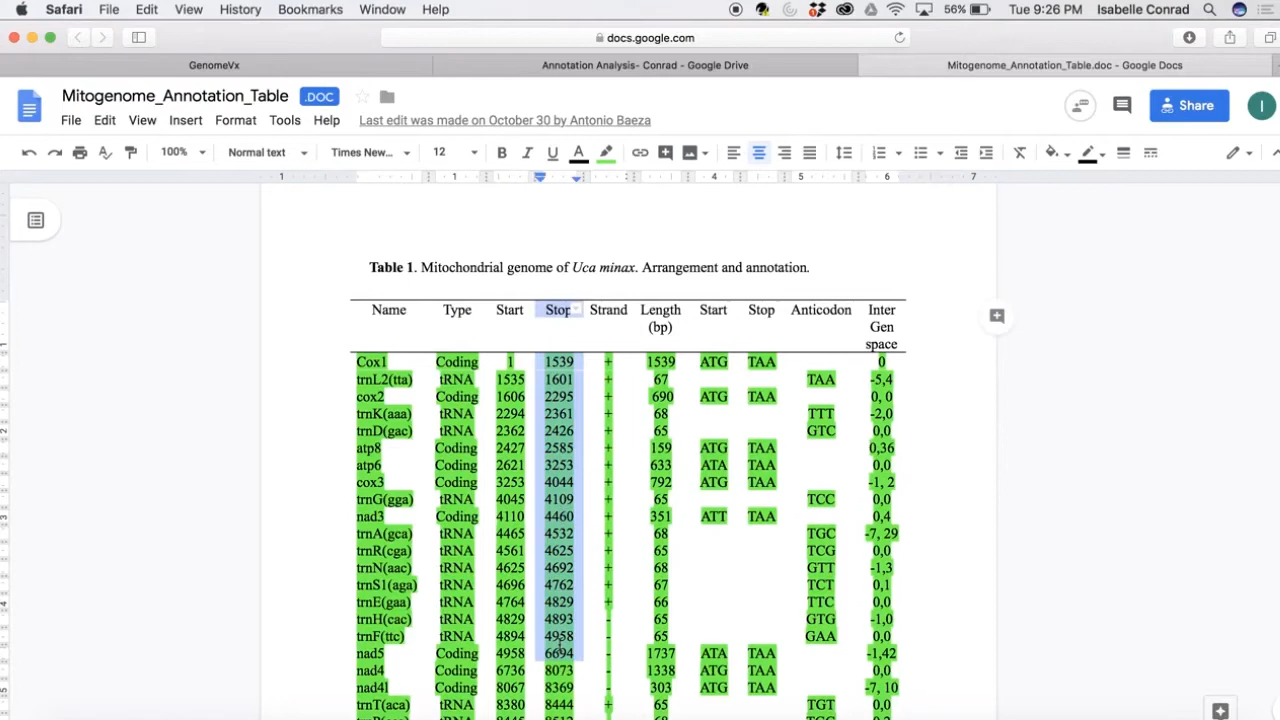 Safari File Edit View History Bookmarks Window Help 56% Tue 9:26 PM Isabelle Conrad
docs.google.com
GenomeVx Annotation Analysis- Conrad - Google Drive Mitogenome_Annotation_Table.doc - Google Docs
Mitogenome_Annotation_Table .DOC
File Edit View Insert Format Tools Help Last edit was made on October 30 by Antonio Baeza
Share I
100% Normal text Times New... 12 B I U A
1 1 2 4 5 6 7
Table 1. Mitochondrial genome of Uca minax. Arrangement and annotation.
Name Type Start Stop Strand Length Start Stop Anticodon Inter
(bp) Gen
space
Cox1 Coding 1 1539 + 1539 ATG TAA 0
trnL2(tta) tRNA 1535 1601 + 67 TAA -5,4
cox2 Coding 1606 2295 + 690 ATG TAA 0, 0
trnK(aaa) tRNA 2294 2361 + 68 TTT -2,0
trnD(gac) tRNA 2362 2426 + 65 GTC 0,0
atp8 Coding 2427 2585 + 159 ATG TAA 0,36
atp6 Coding 2621 3253 + 633 ATA TAA 0,0
cox3 Coding 3253 4044 + 792 ATG TAA -1, 2
trnG(gga) tRNA 4045 4109 + 65 TCC 0,0
nad3 Coding 4110 4460 + 351 ATT TAA 0,4
trnA(gca) tRNA 4465 4532 + 68 TGC -7, 29
trnR(cga) tRNA 4561 4625 + 65 TCG 0,0
trnN(aac) tRNA 4625 4692 + 68 GTT -1,3
trnS1(aga) tRNA 4696 4762 + 67 TCT 0,1
trnE(gaa) tRNA 4764 4829 + 66 TTC 0,0
trnH(cac) tRNA 4829 4893 - 65 GTG -1,0
trnF(ttc) tRNA 4894 4958 - 65 GAA 0,0
nad5 Coding 4958 6694 - 1737 ATA TAA -1,42
nad4 Coding 6736 8073 - 1338 ATG TAA 0,0
nad4l Coding 8067 8369 - 303 ATG TAA -7, 10
trnT(aca) tRNA 8380 8444 + 65 TGT 0,0